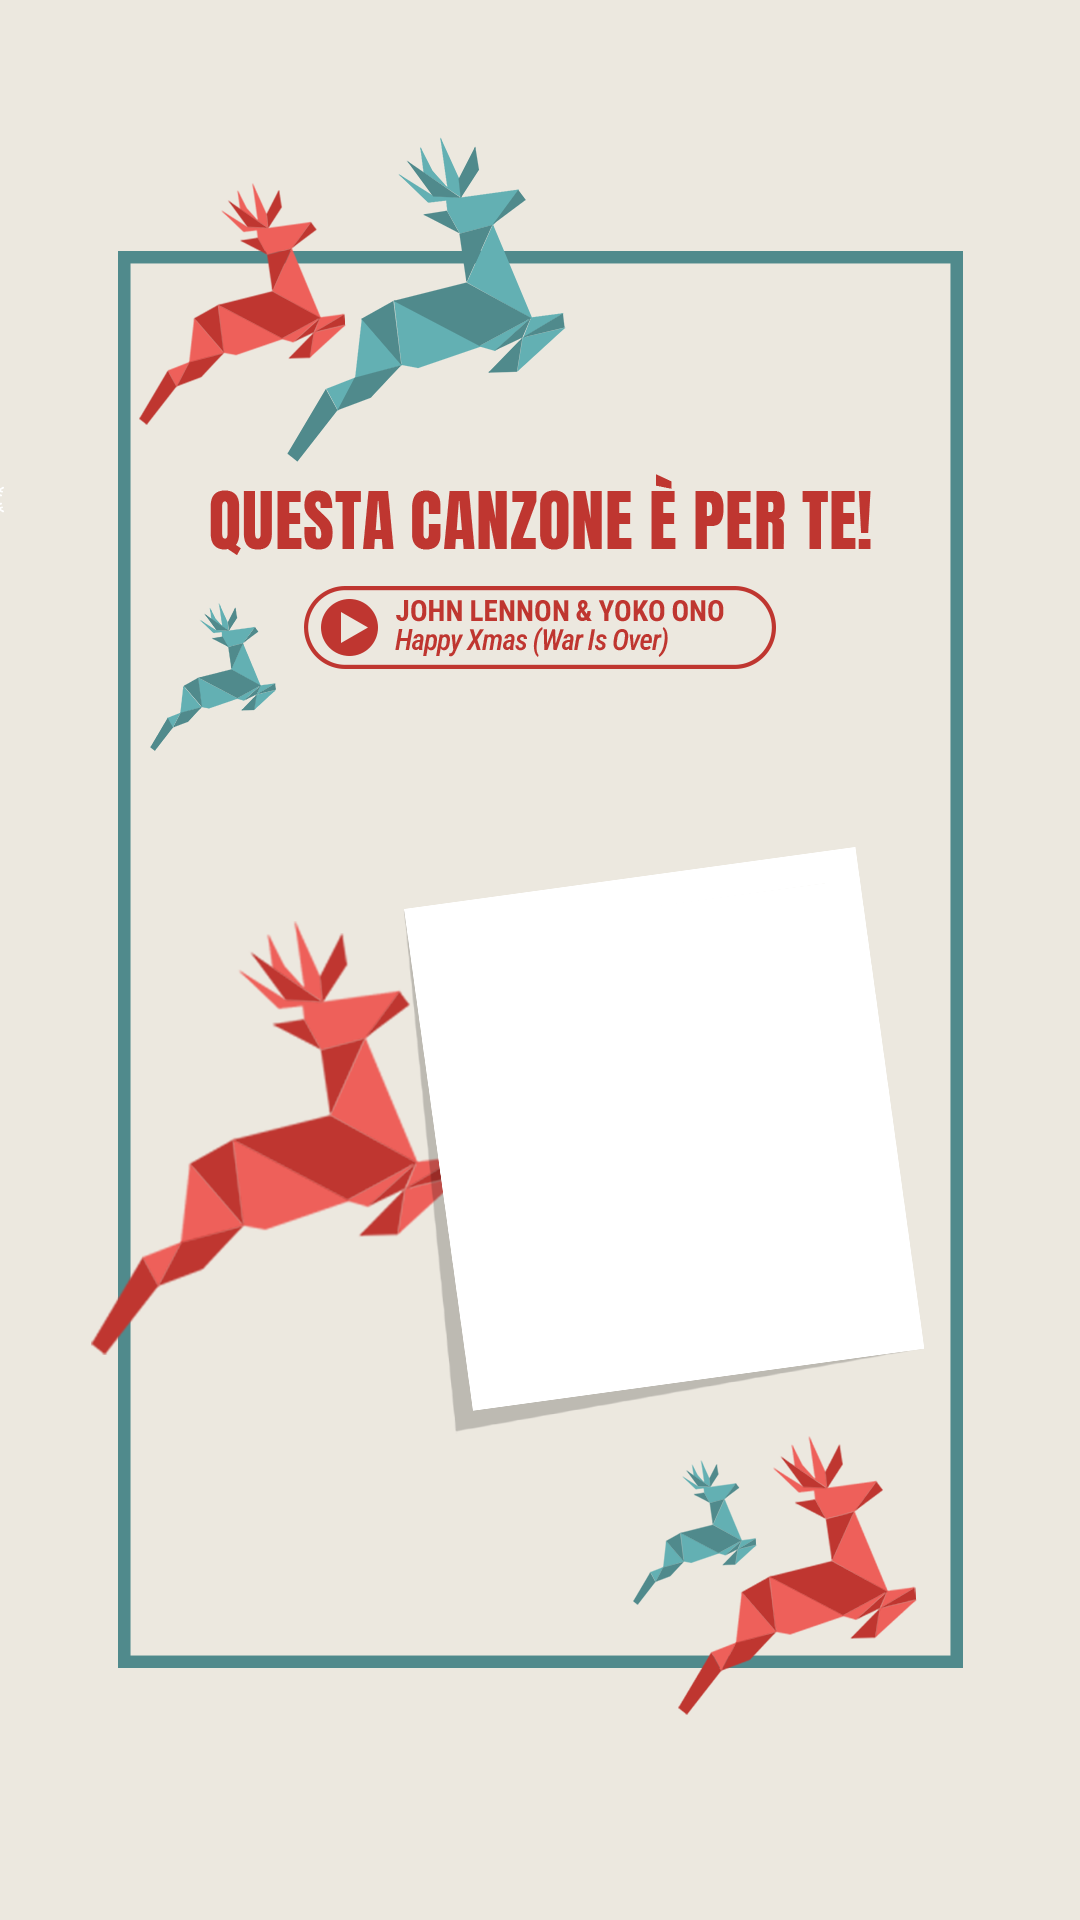 QUESTA CANZONE È PER TE!
JOHN LENNON & YOKO ONO
Happy Xmas (War Is Over)